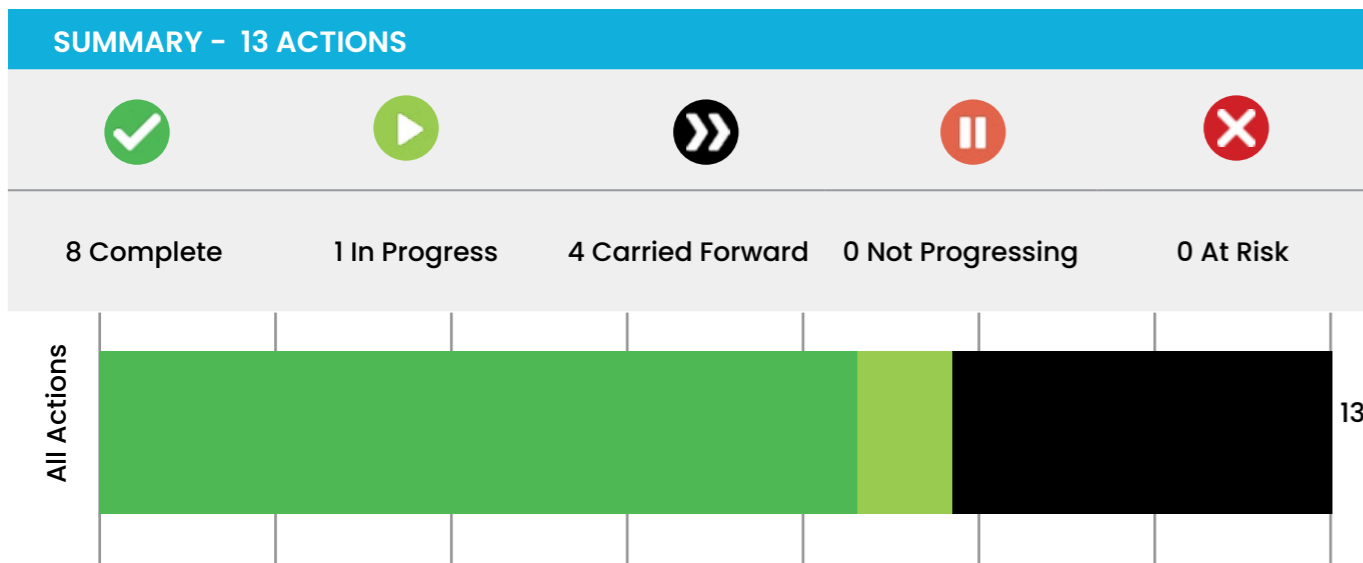 SUMMARY - 13 ACTIONS
8 Complete
1 In Progress
4 Carried Forward
0 Not Progressing
0 At Risk
All Actions
13